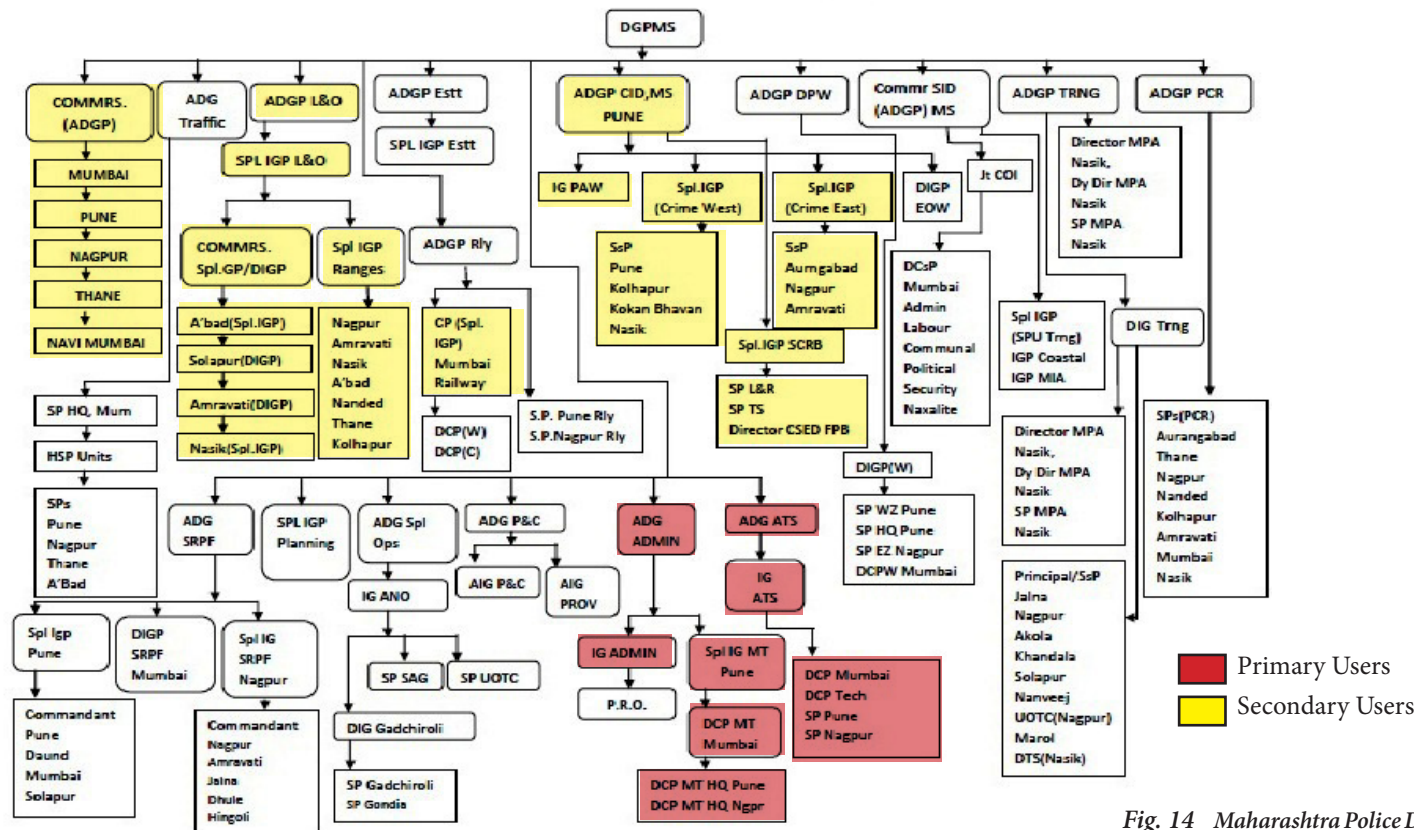 DGPMS
COMMRS.
(ADGP)
ADG
Traffic
ADGP L&O
ADGP Estt
ADGP CID,MS
PUNE
ADGP DPW
Commr SID
(ADGP) IMS
ADGP TRNG
ADGP PCR
MUMBAI
PUNE
NAGPUR
THANE
NAVI MUMBAI
SPL IGP L&O
SPL IGP Estt
IG PAW
Spl.IGP
(Crime West)
Spl.IGP
(Crime East)
DIGP
EOW
Jt COI
Director MPA
Nasik,
Dy Dir MPA
Nasik
SP MPA
Nasik
COMMRS.
Spl.GP/DIGP
Spl IGP
Ranges
ADGP Rly
SsP
Pune
Kolhapur
Kokan Bhavan
Nasik
SsP
Aurngabad
Nagpur
Amravati
DCsP
Mumbai
Admin
Labour
Communal
Political
Security
Naxalite
A'bad(Spl.IGP)
Solapur(DIGP)
Amravati(DIGP)
Nasik(Spl.IGP)
Nagpur
Amravati
Nasik
A'bad
Nanded
Thane
Kolhapur
CP (Spl.
IGP)
Mumbai
Railway
Spl.IGP SCRB
Spl IGP
(SPU Trng)
IGP Coastal
IGP MIA
DIG Trng
SP HQ, Mum
HSP Units
DCP(W)
DCP(C)
S.P. Pune Rly
S.P.Nagpur Rly
SP L&R
SP TS
Director CSED FPB
SPs(PCR)
Aurangabad
Thane
Nagpur
Nanded
Kolhapur
Amravati
Mumbai
Nasik
Director MPA
Nasik,
Dy Dir MPA
Nasik
SP MPA
Nasik
DIGP(W)
SPs
Pune
Nagpur
Thane
A'Bad
ADG
SRPF
SPL IGP
Planning
ADG Spl
Ops
ADG P&C
ADG
ADMIN
ADG ATS
SP WZ Pune
SP HQ Pune
SP EZ Nagpur
DCPW Mumbai
IG ANO
AIG P&C
AIG
PROV
IG
ATS
Principal/SsP
Jalna
Nagpur
Akola
Khandala
Solapur
Nanveej
UOTC(Nagpur)
Marol
DTS(Nasik)
Spl Igp
Pune
DIGP
SRPF
Mumbai
Spl IG
SRPF
Nagpur
SP SAG
SP UOTC
IG ADMIN
Spl IG MT
Pune
DCP Mumbai
DCP Tech
SP Pune
SP Nagpur
Primary Users
Secondary Users
P.R.O.
DCP MT
Mumbai
Commandant
Pune
Daund
Mumbai
Solapur
Commandant
Nagpur
Amravati
Jalna
Dhule
Hingoli
DIG Gadchiroli
SP Gadchiroli
SP Gondia
DCP MT HQ Pune
DCP MT HQ Ngpr
Fig. 14 Maharashtra Police L